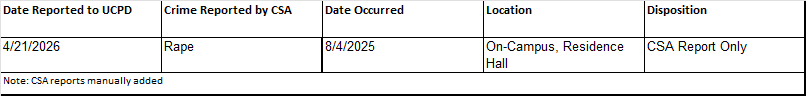 Date Reported to UCPD Crime Reported by CSA Date Occurred Location Disposition
4/21/2026 Rape 8/4/2025 On-Campus, Residence Hall CSA Report Only
Note: CSA reports manually added